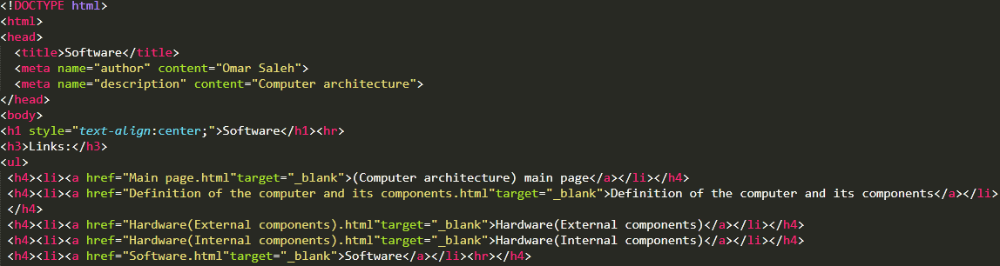 <!DOCTYPE html>
<html>
<head>
  <title>Software</title>
  <meta name="author" content="Omar Saleh">
  <meta name="description" content="Computer architecture">
</head>
<body>
<h1 style="text-align:center;">Software</h1><hr>
<h3>Links:</h3>
<ul>
 <h4><li><a href="Main page.html"target="_blank">(Computer architecture) main page</a></li></h4>
 <h4><li><a href="Definition of the computer and its components.html"target="_blank">Definition of the computer and its components</a></li>
 </h4>
 <h4><li><a href="Hardware(External components).html"target="_blank">Hardware(External components)</a></li></h4>
 <h4><li><a href="Hardware(Internal components).html"target="_blank">Hardware(Internal components)</a></li></h4>
 <h4><li><a href="Software.html"target="_blank">Software</a></li><hr></h4>